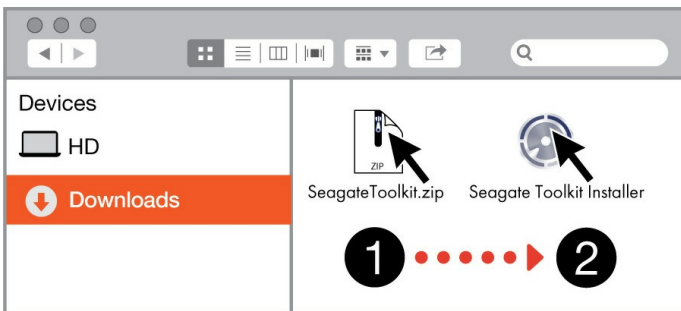 Devices
HD
Downloads
ZIP
SeagateToolkit.zip
Seagate Toolkit Installer
1
2